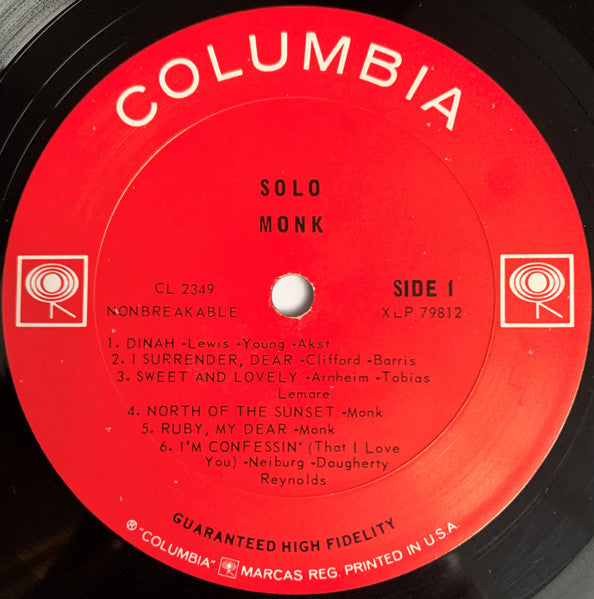 COLUMBIA
SOLO
MONK
CL 2349
NONBREAKABLE
SIDE 1
XLP 79812
1. DINAH -Lewis -Young -Akst
2. I SURRENDER, DEAR -Clifford -Barris
3. SWEET AND LOVELY -Arnheim -Tobias
Lemare
4. NORTH OF THE SUNSET -Monk
5. RUBY, MY DEAR -Monk
6. I'M CONFESSIN' (That I Love
You) -Neiburg -Dougherty
Reynolds
GUARANTEED HIGH FIDELITY
® "COLUMBIA" MARCAS REG. PRINTED IN U.S.A.